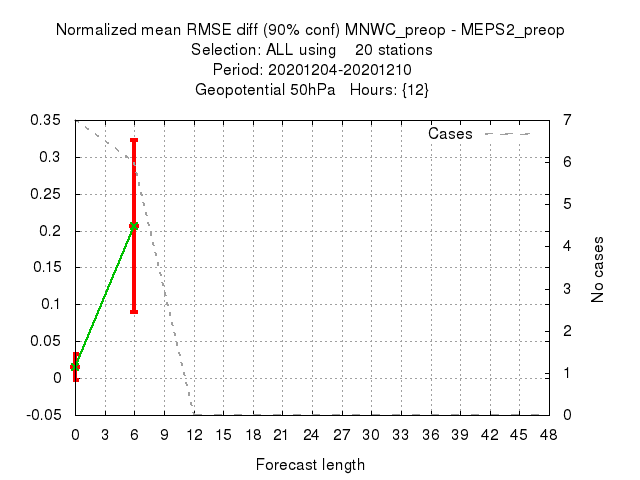 Normalized mean RMSE diff (90% conf) MNWC_preop - MEPS2_preop
Selection: ALL using    20 stations
Period: 20201204-20201210
Geopotential 50hPa   Hours: {12}
Cases
0.35
0.3
0.25
0.2
0.15
0.1
0.05
0
-0.05
7
6
5
4
3
2
1
0
No cases
0 3 6 9 12 15 18 21 24 27 30 33 36 39 42 45 48
Forecast length